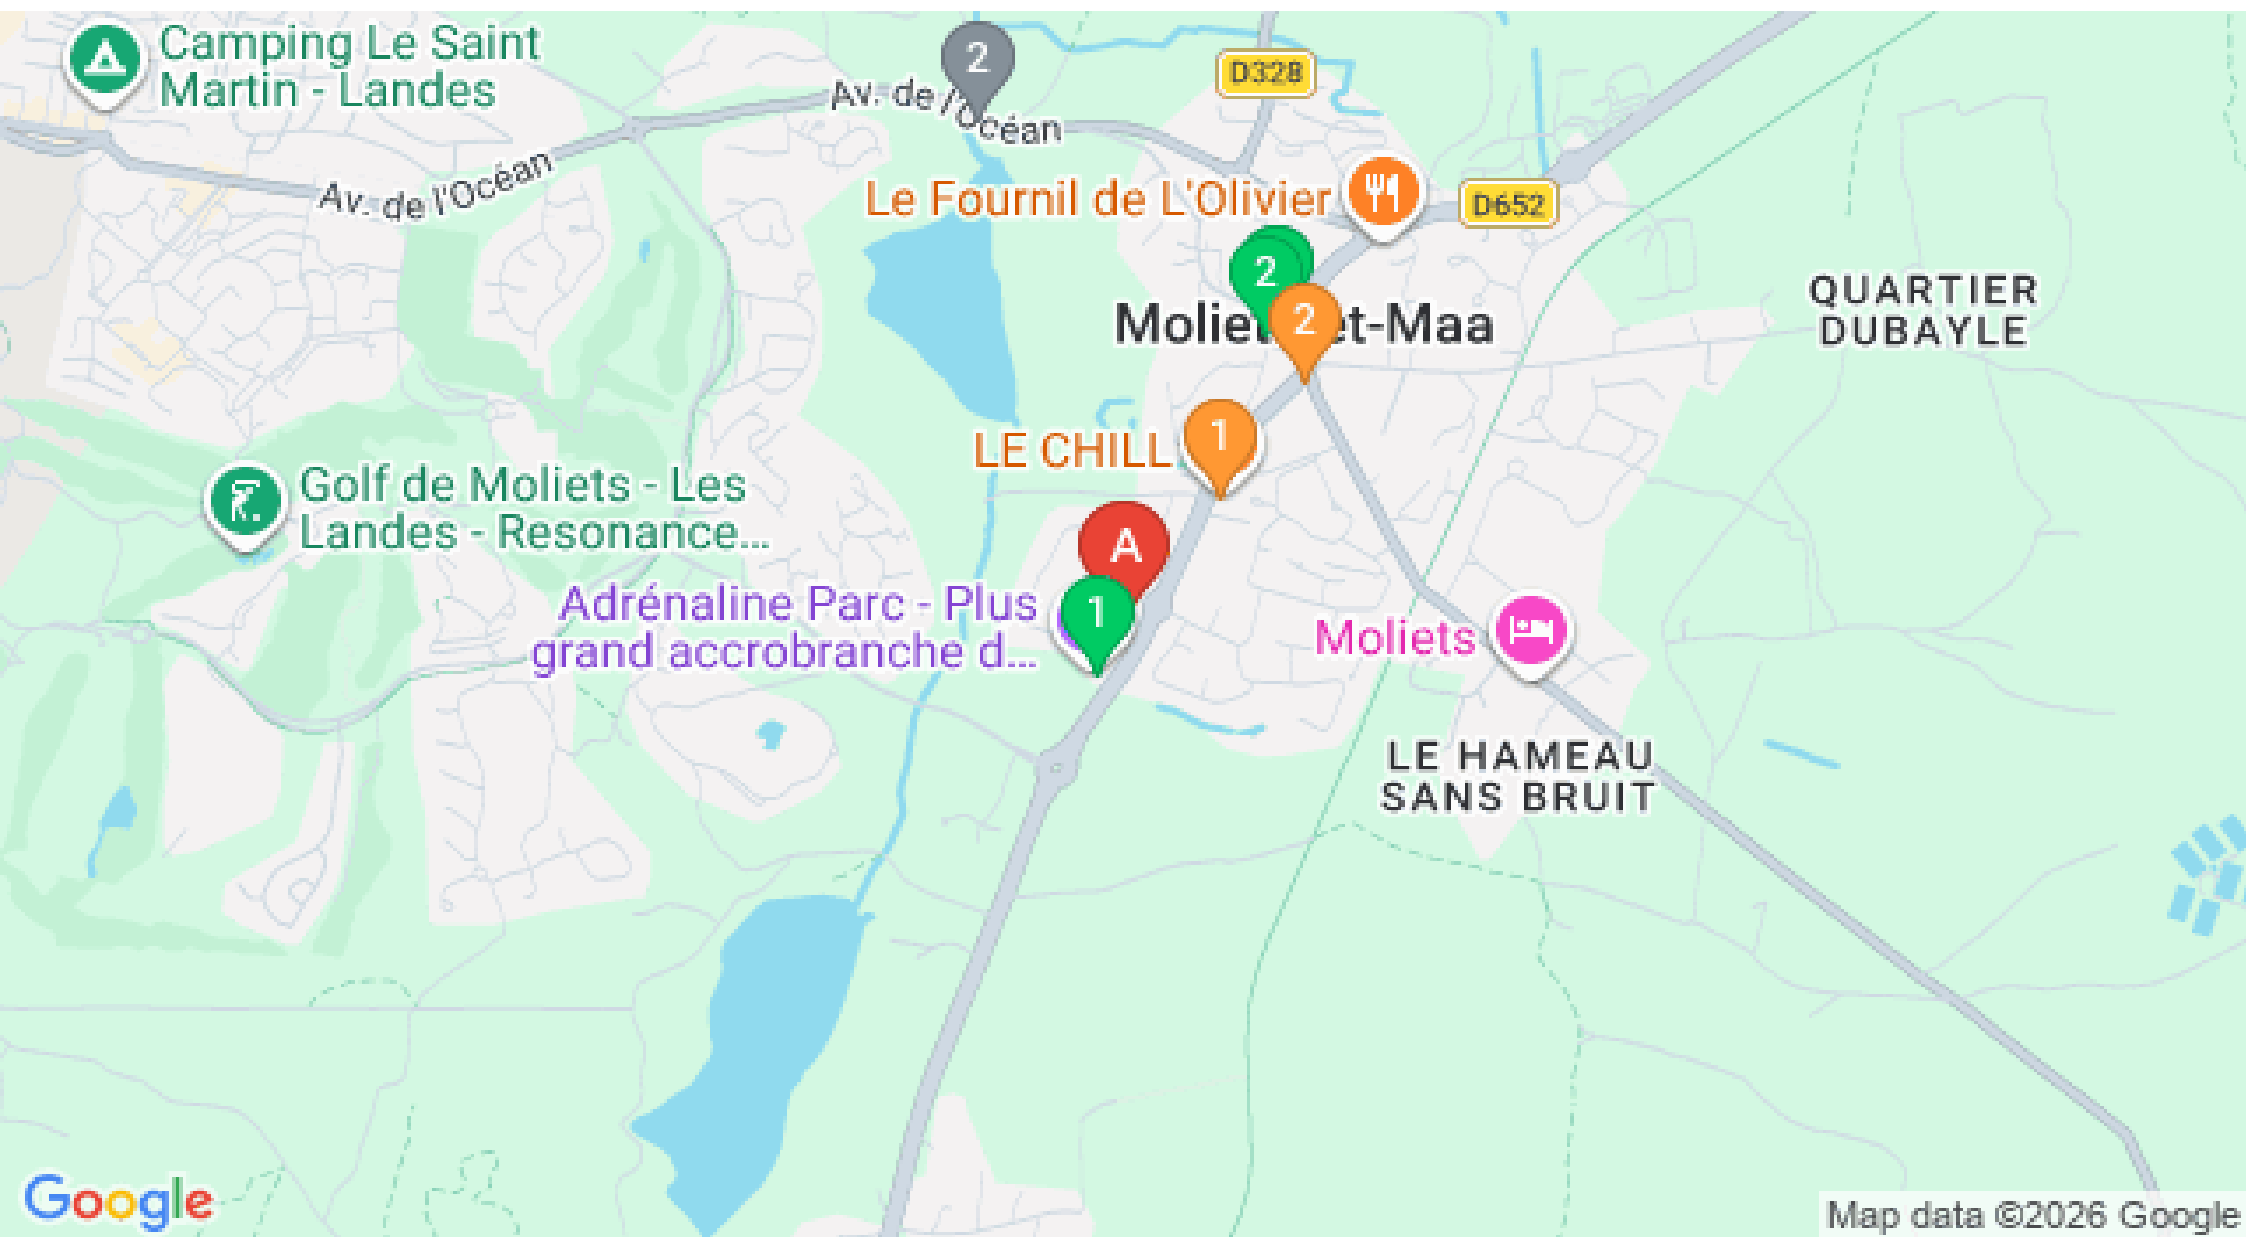 Camping Le Saint
Martin - Landes
2
Av. de l'Océan
D328
Av. de l'Océan
Le Fournil de L'Olivier
D652
2
2
QUARTIER
DUBAYLE
LE CHILL
1
Golf de Moliets - Les
Landes - Resonance...
A
Adrénaline Parc - Plus
grand accrobranche d...
1
Moliets
LE HAMEAU
SANS BRUIT
Google
Map data ©2026 Google